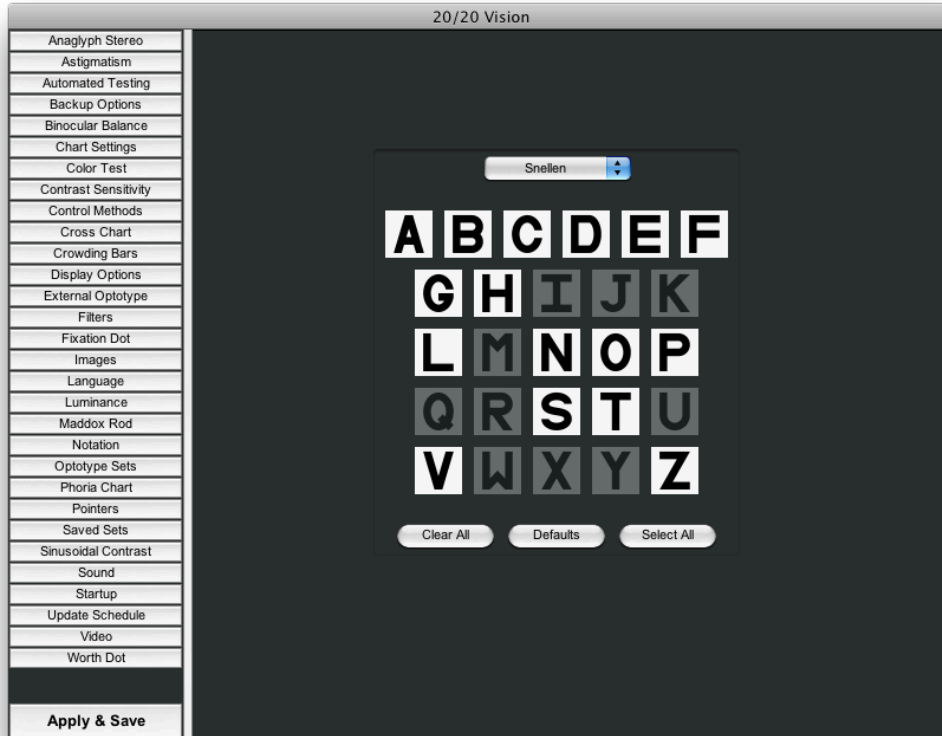 20/20 Vision
Anaglyph Stereo
Astigmatism
Automated Testing
Backup Options
Binocular Balance
Chart Settings
Color Test
Contrast Sensitivity
Control Methods
Cross Chart
Crowding Bars
Display Options
External Optotype
Filters
Fixation Dot
Images
Language
Luminance
Maddox Rod
Notation
Optotype Sets
Phoria Chart
Pointers
Saved Sets
Sinusoidal Contrast
Sound
Startup
Update Schedule
Video
Worth Dot
Apply & Save
Snellen
A B C D E F
G H I J K
L M N O P
Q R S T U
V W X Y Z
Clear All Defaults Select All